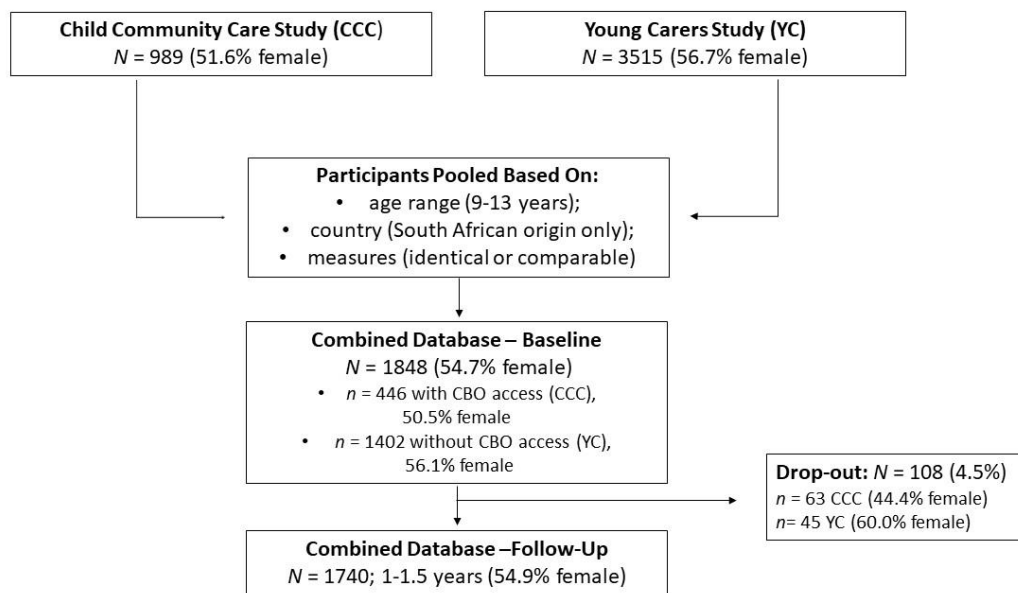 Child Community Care Study (CCC)
N = 989 (51.6% female)
Young Carers Study (YC)
N = 3515 (56.7% female)
Participants Pooled Based On:
• age range (9-13 years);
• country (South African origin only);
• measures (identical or comparable)
Combined Database – Baseline
N = 1848 (54.7% female)
• n = 446 with CBO access (CCC),
50.5% female
• n = 1402 without CBO access (YC),
56.1% female
Drop-out: N = 108 (4.5%)
n = 63 CCC (44.4% female)
n= 45 YC (60.0% female)
Combined Database –Follow-Up
N = 1740; 1-1.5 years (54.9% female)